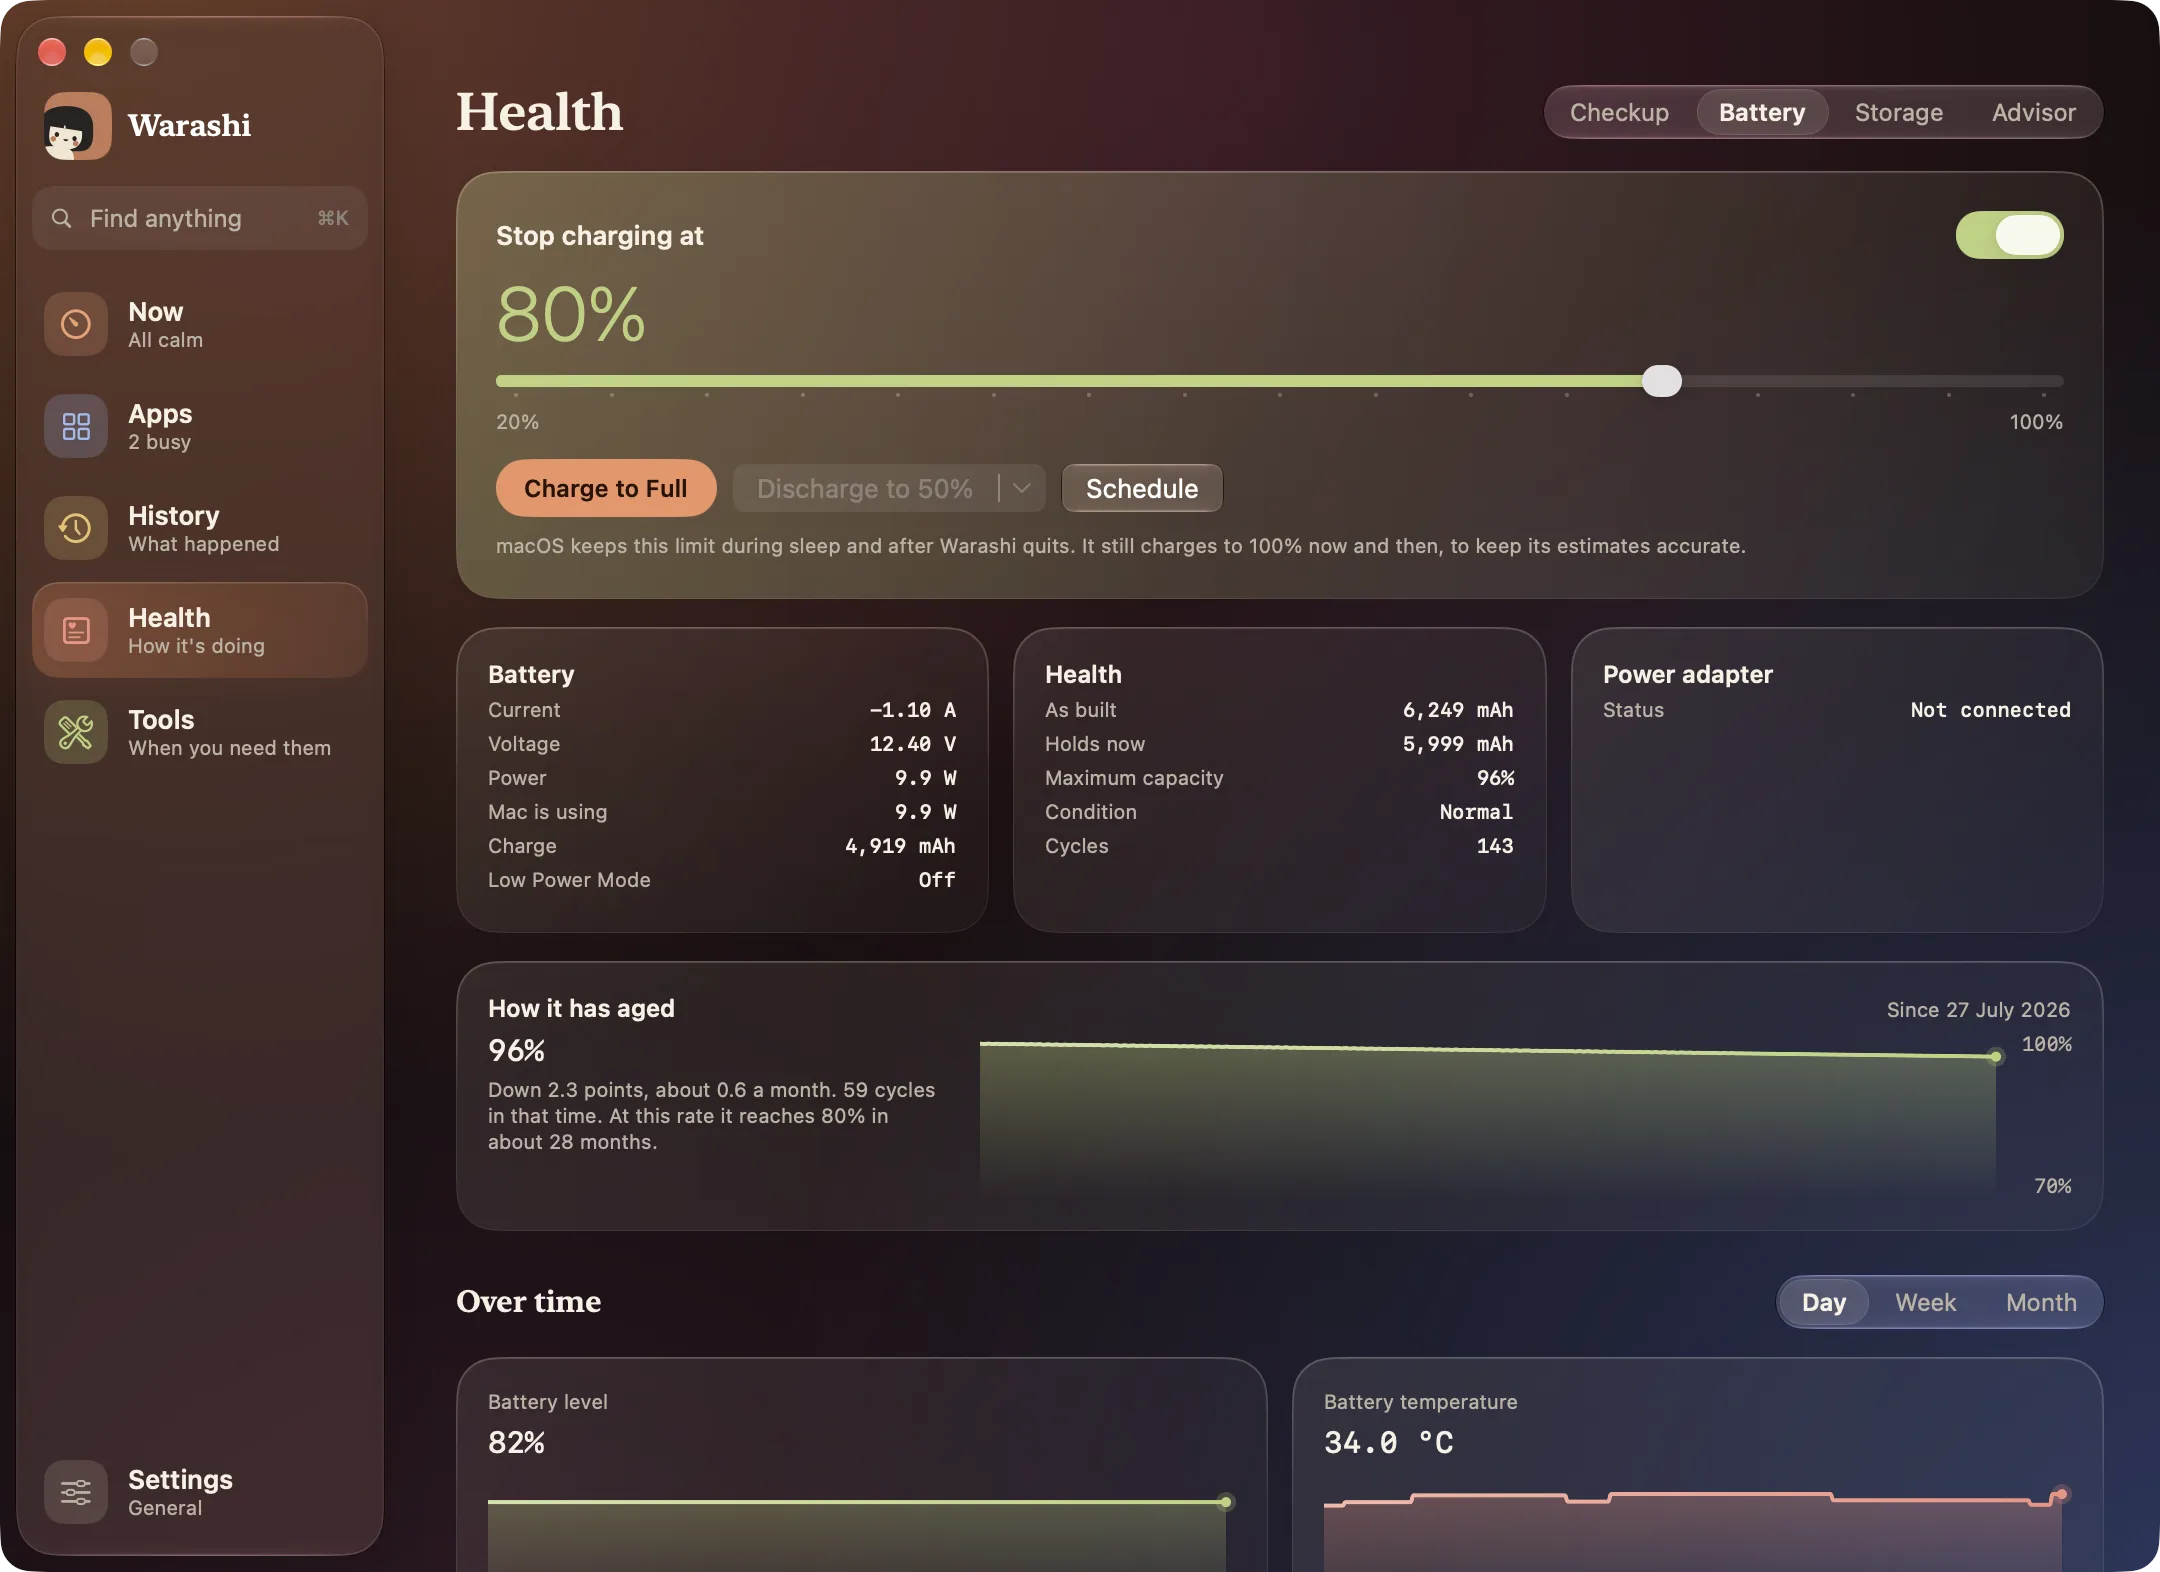 Warashi
Find anything ⌘K
Now
All calm
Apps
2 busy
History
What happened
Health
How it's doing
Tools
When you need them
Settings
General
Health
Checkup Battery Storage Advisor
Stop charging at
80%
20% 100%
Charge to Full Discharge to 50% Schedule
macOS keeps this limit during sleep and after Warashi quits. It still charges to 100% now and then, to keep its estimates accurate.
Battery
Current −1.10 A
Voltage 12.40 V
Power 9.9 W
Mac is using 9.9 W
Charge 4,919 mAh
Low Power Mode Off
Health
As built 6,249 mAh
Holds now 5,999 mAh
Maximum capacity 96%
Condition Normal
Cycles 143
Power adapter
Status Not connected
How it has aged
96%
Down 2.3 points, about 0.6 a month. 59 cycles
in that time. At this rate it reaches 80% in
about 28 months.
Since 27 July 2026
100%
70%
Over time
Day Week Month
Battery level
82%
Battery temperature
34.0 °C